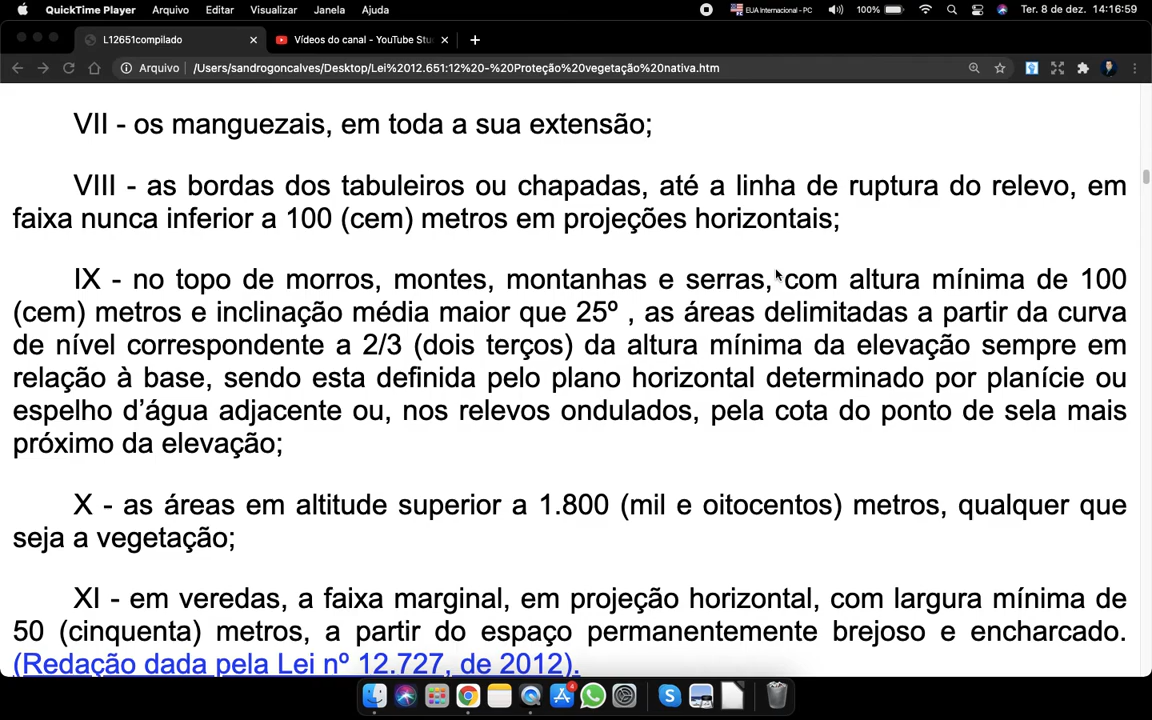 QuickTime Player Arquivo Editar Visualizar Janela Ajuda EUA Internacional - PC 100% Ter. 8 de dez. 14:16:59
L12651compilado Vídeos do canal - YouTube Stu
Arquivo /Users/sandrogoncalves/Desktop/Lei%2012.651:12%20-%20Proteção%20vegetação%20nativa.htm
VII - os manguezais, em toda a sua extensão;
VIII - as bordas dos tabuleiros ou chapadas, até a linha de ruptura do relevo, em
faixa nunca inferior a 100 (cem) metros em projeções horizontais;
IX - no topo de morros, montes, montanhas e serras, com altura mínima de 100
(cem) metros e inclinação média maior que 25º , as áreas delimitadas a partir da curva
de nível correspondente a 2/3 (dois terços) da altura mínima da elevação sempre em
relação à base, sendo esta definida pelo plano horizontal determinado por planície ou
espelho d’água adjacente ou, nos relevos ondulados, pela cota do ponto de sela mais
próximo da elevação;
X - as áreas em altitude superior a 1.800 (mil e oitocentos) metros, qualquer que
seja a vegetação;
XI - em veredas, a faixa marginal, em projeção horizontal, com largura mínima de
50 (cinquenta) metros, a partir do espaço permanentemente brejoso e encharcado.
(Redação dada pela Lei nº 12.727, de 2012).